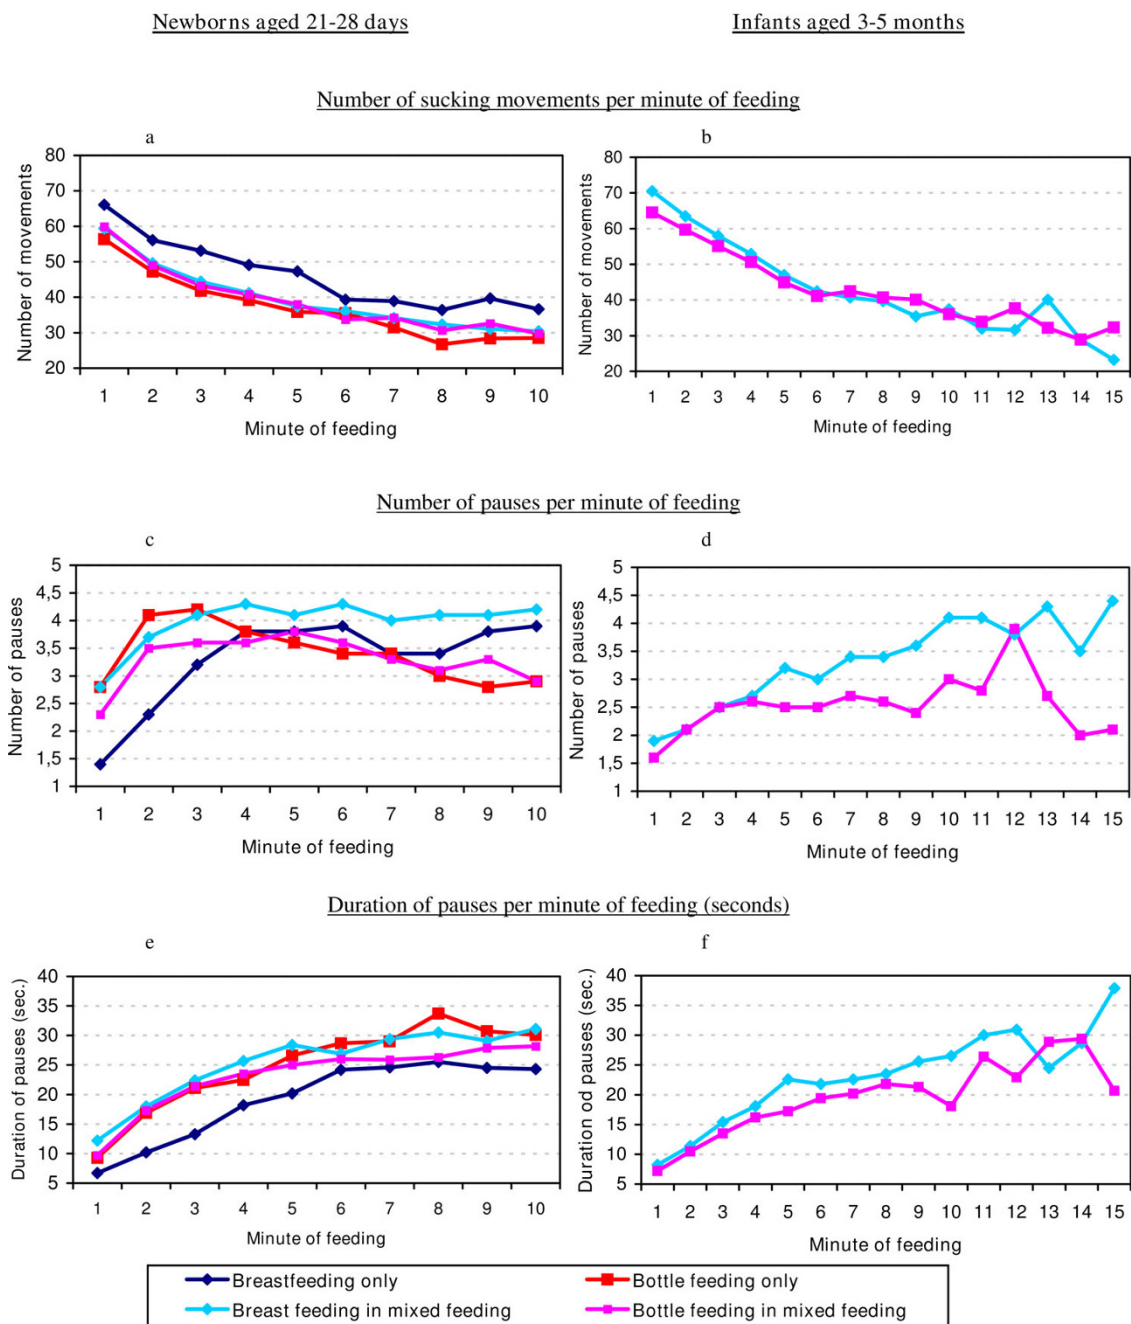 Newborns aged 21-28 days
Infants aged 3-5 months
Number of sucking movements per minute of feeding
a
80
70
60
50
40
30
20
Number of movements
1 2 3 4 5 6 7 8 9 10
Minute of feeding
b
80
70
60
50
40
30
20
Number of movements
1 2 3 4 5 6 7 8 9 10 11 12 13 14 15
Minute of feeding
Number of pauses per minute of feeding
c
5
4,5
4
3,5
3
2,5
2
1,5
1
Number of pauses
1 2 3 4 5 6 7 8 9 10
Minute of feeding
d
5
4,5
4
3,5
3
2,5
2
1,5
1
Number of pauses
1 2 3 4 5 6 7 8 9 10 11 12 13 14 15
Minute of feeding
Duration of pauses per minute of feeding (seconds)
e
40
35
30
25
20
15
10
5
Duration of pauses (sec.)
1 2 3 4 5 6 7 8 9 10
Minute of feeding
f
40
35
30
25
20
15
10
5
Duration od pauses (sec.)
1 2 3 4 5 6 7 8 9 10 11 12 13 14 15
Minute of feeding
Breastfeeding only
Bottle feeding only
Breast feeding in mixed feeding
Bottle feeding in mixed feeding